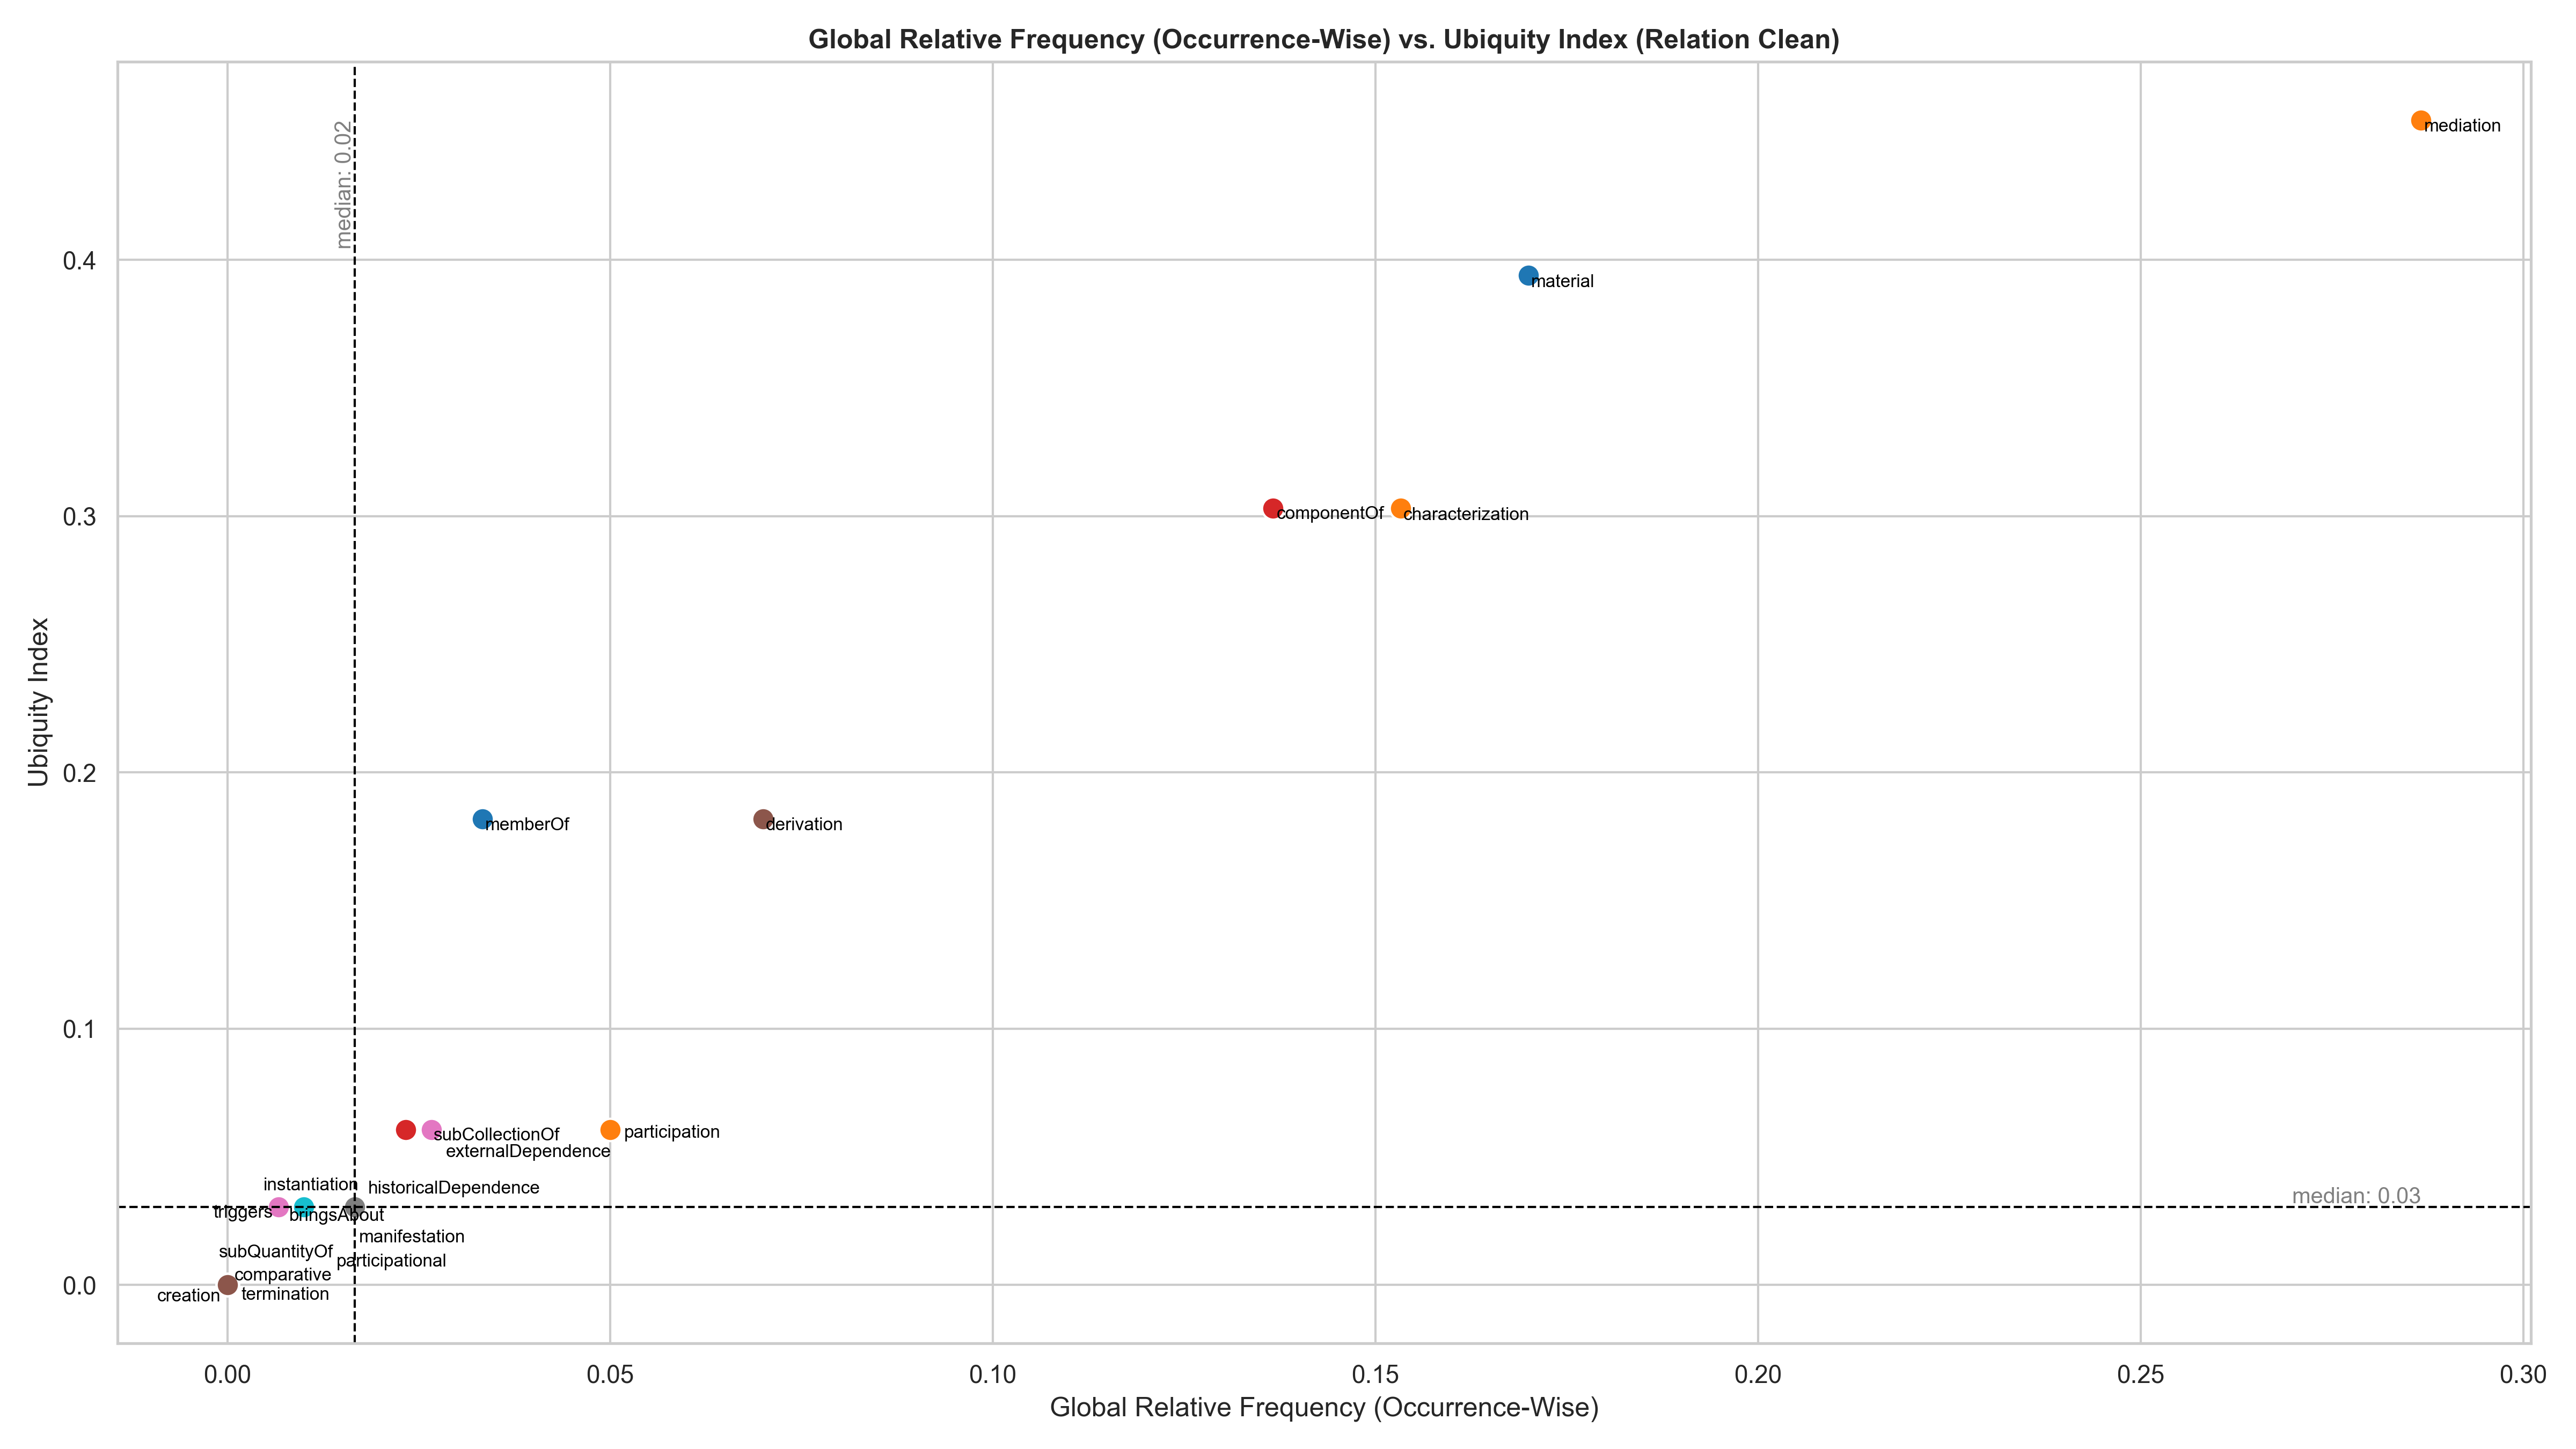 Global Relative Frequency (Occurrence-Wise) vs. Ubiquity Index (Relation Clean)
median: 0.02
mediation
0.4
material
0.3
componentOf
characterization
Ubiquity Index
0.2
memberOf
derivation
0.1
subCollectionOf
participation
externalDependence
instantiation
historicalDependence
median: 0.03
triggers
bringsAbout
manifestation
subQuantityOf
participational
comparative
0.0
creation
termination
0.00
0.05
0.10
0.15
0.20
0.25
0.30
Global Relative Frequency (Occurrence-Wise)